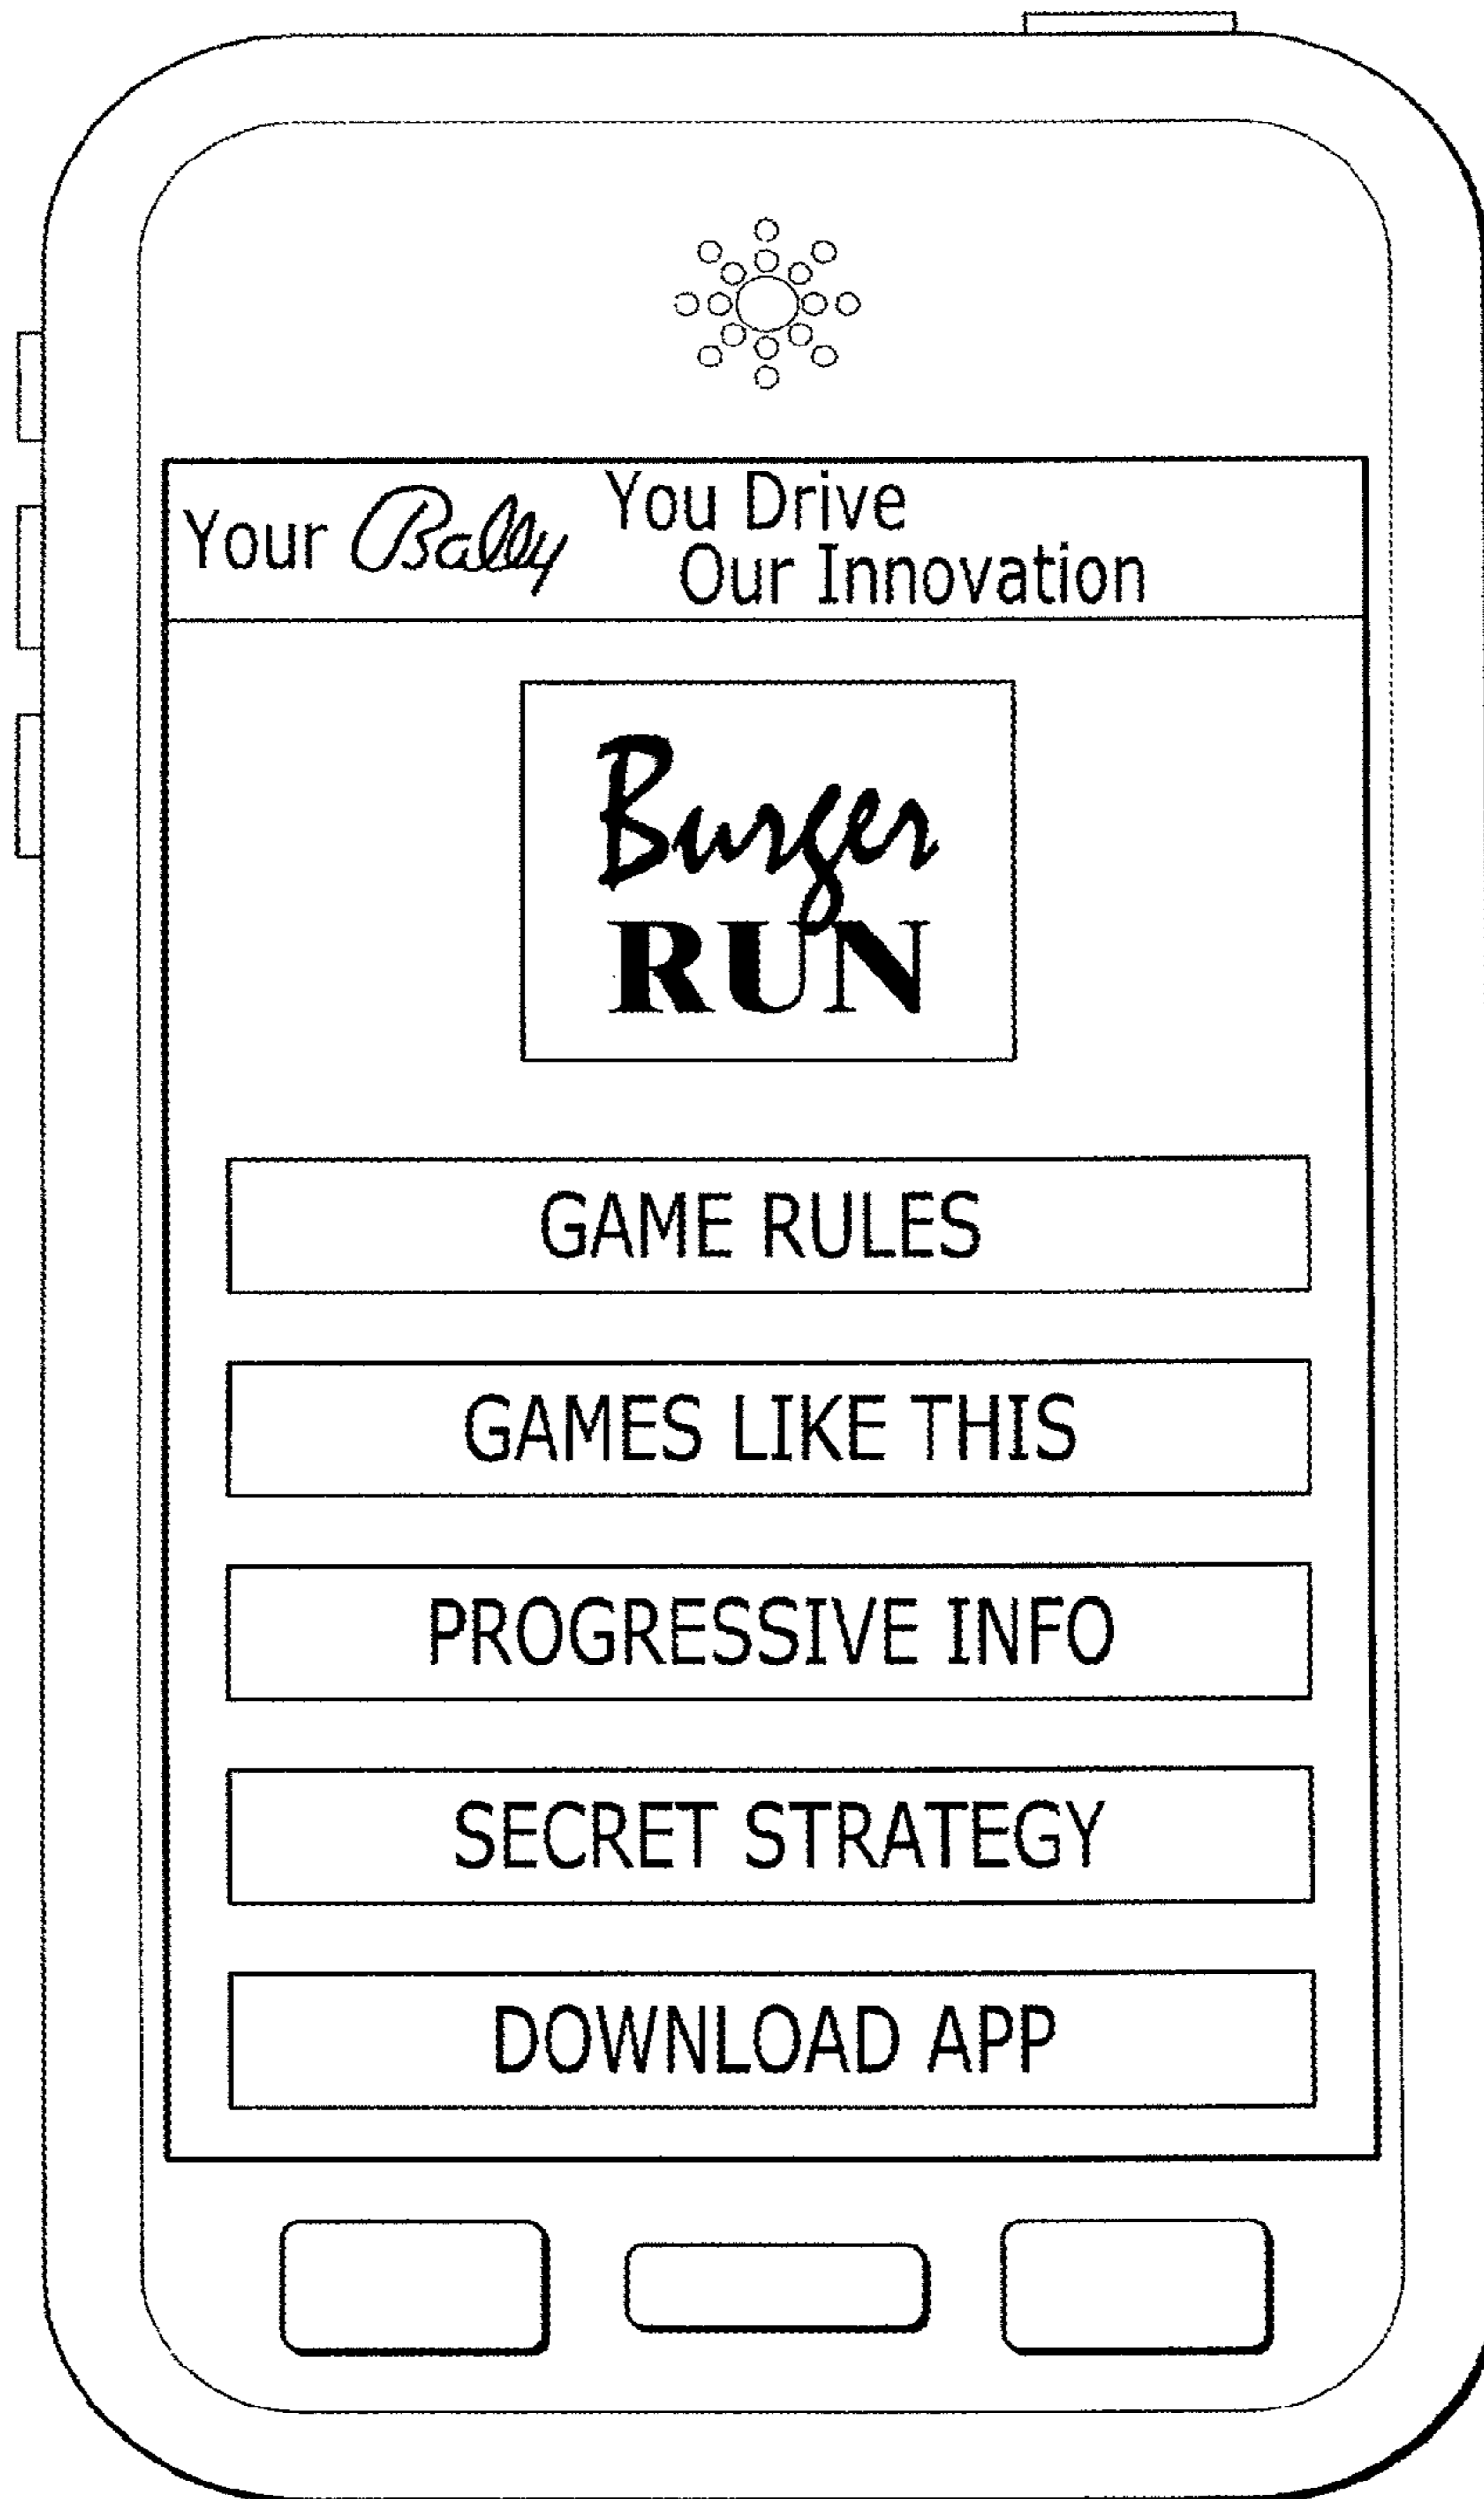 Your Bally
You Drive
Our Innovation
Burger
RUN
GAME RULES
GAMES LIKE THIS
PROGRESSIVE INFO
SECRET STRATEGY
DOWNLOAD APP